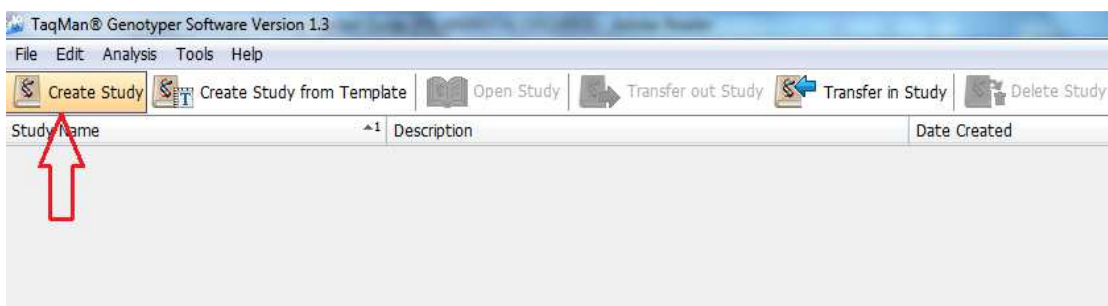 TaqMan® Genotyper Software Version 1.3
File Edit Analysis Tools Help
Create Study Create Study from Template Open Study Transfer out Study Transfer in Study Delete Study
Study Name 1 Description Date Created